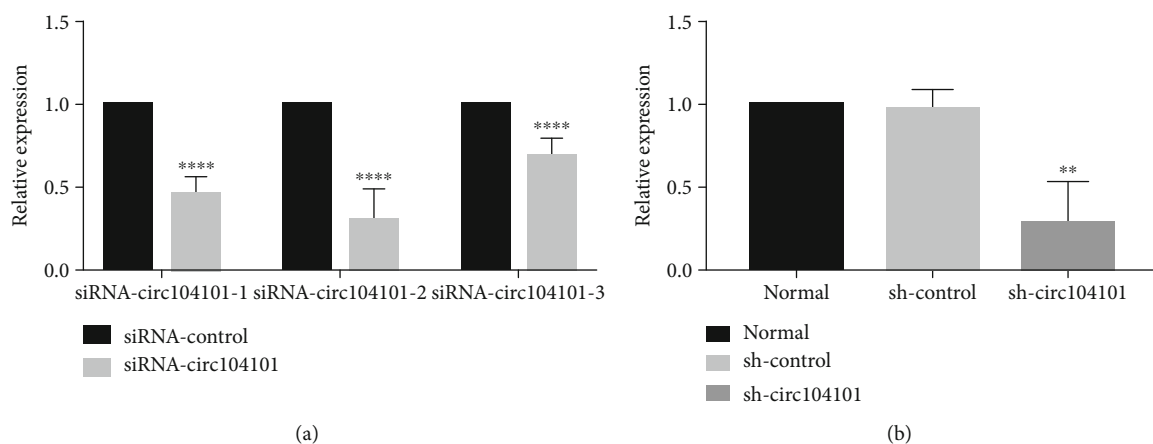 Relative expression
1.5
1.0
0.5
0.0
****
****
****
siRNA-circ104101-1 siRNA-circ104101-2 siRNA-circ104101-3
siRNA-control
siRNA-circ104101
(a)
Relative expression
1.5
1.0
0.5
0.0
**
Normal sh-control sh-circ104101
Normal
sh-control
sh-circ104101
(b)